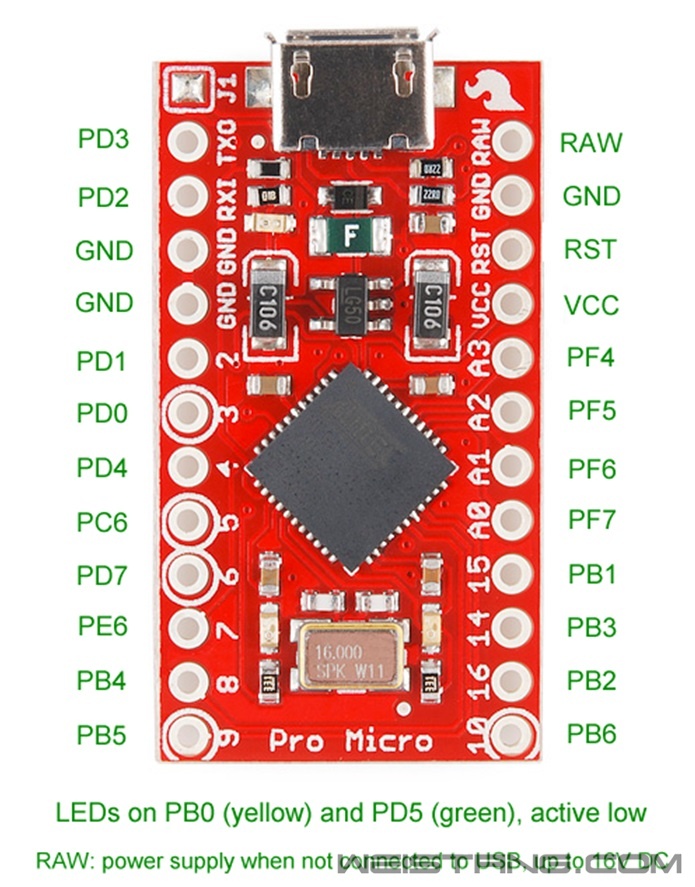 J1
PD3 TXO RAW RAW
PD2 RXI GND GND
GND GND RST RST
GND GND VCC VCC
PD1 2 A3 PF4
PD0 3 A2 PF5
PD4 4 A1 PF6
PC6 5 A0 PF7
PD7 6 15 PB1
PE6 7 14 PB3
PB4 8 16 PB2
PB5 9 10 PB6
F
LG50
C106 C106
16.000
SPK W11
Pro Micro
LEDs on PB0 (yellow) and PD5 (green), active low
RAW: power supply when not connected to USB, up to 16V DC